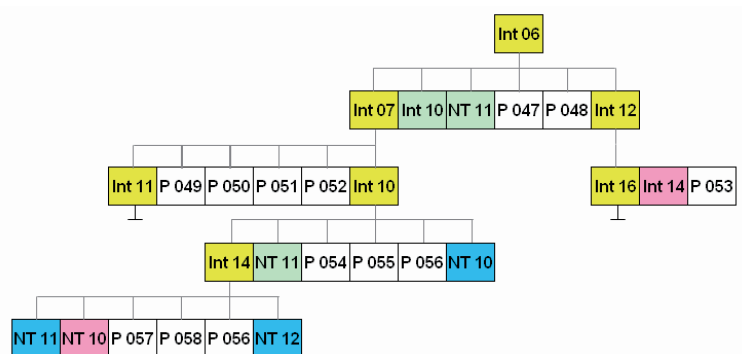 Int 06
Int 07 Int 10 NT 11 P 047 P 048 Int 12
Int 11 P 049 P 050 P 051 P 052 Int 10 Int 16 Int 14 P 053
Int 14 NT 11 P 054 P 055 P 056 NT 10
NT 11 NT 10 P 057 P 058 P 056 NT 12